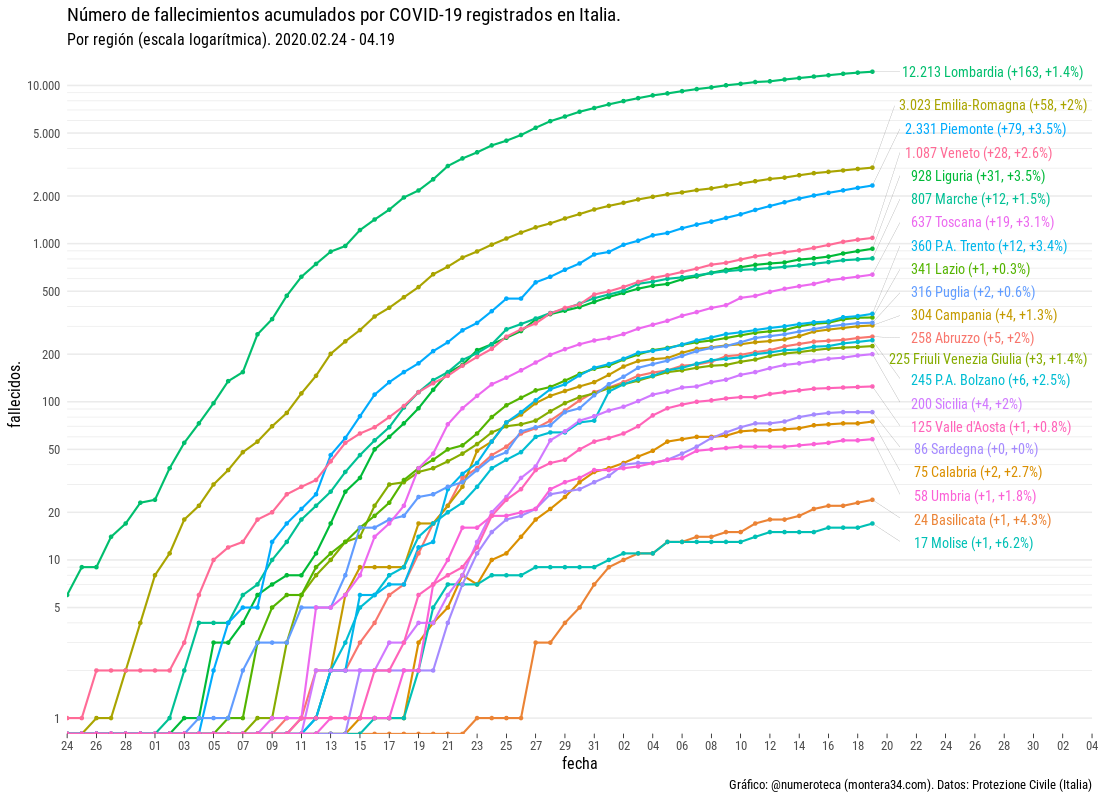 Número de fallecimientos acumulados por COVID-19 registrados en Italia.
Por región (escala logarítmica). 2020.02.24 - 04.19
12.213 Lombardia (+163, +1.4%)
3.023 Emilia-Romagna (+58, +2%)
2.331 Piemonte (+79, +3.5%)
1.087 Veneto (+28, +2.6%)
928 Liguria (+31, +3.5%)
807 Marche (+12, +1.5%)
637 Toscana (+19, +3.1%)
360 P.A. Trento (+12, +3.4%)
341 Lazio (+1, +0.3%)
316 Puglia (+2, +0.6%)
304 Campania (+4, +1.3%)
258 Abruzzo (+5, +2%)
225 Friuli Venezia Giulia (+3, +1.4%)
245 P.A. Bolzano (+6, +2.5%)
200 Sicilia (+4, +2%)
125 Valle d'Aosta (+1, +0.8%)
86 Sardegna (+0, +0%)
75 Calabria (+2, +2.7%)
58 Umbria (+1, +1.8%)
24 Basilicata (+1, +4.3%)
17 Molise (+1, +6.2%)
fallecidos.
10.000
5.000
2.000
1.000
500
200
100
50
20
10
5
1
24 26 28 01 03 05 07 09 11 13 15 17 19 21 23 25 27 29 31 02 04 06 08 10 12 14 16 18 20 22 24 26 28 30 02 04
fecha
Gráfico: @numeroteca (montera34.com). Datos: Protezione Civile (Italia)